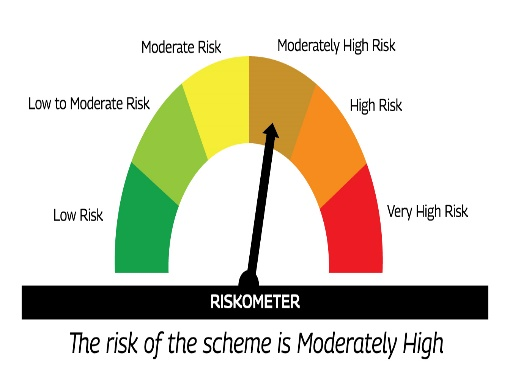 Moderate Risk
Moderately High Risk
Low to Moderate Risk
High Risk
Low Risk
Very High Risk
RISKOMETER
The risk of the scheme is Moderately High